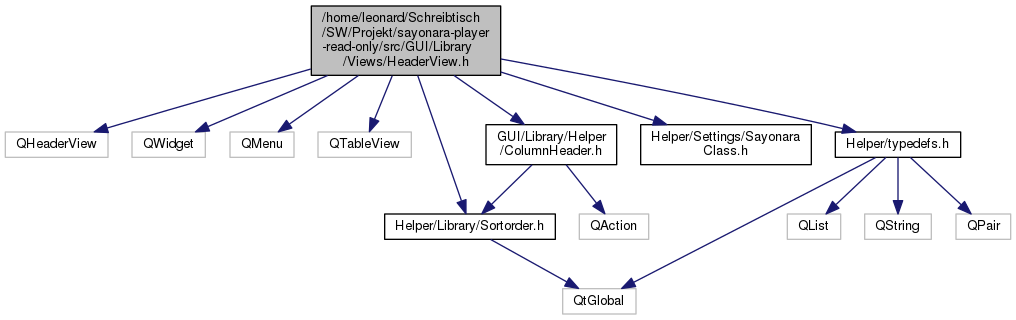 /home/leonard/Schreibtisch
/SW/Projekt/sayonara-player
-read-only/src/GUI/Library
/Views/HeaderView.h
QHeaderView
QWidget
QMenu
QTableView
GUI/Library/Helper
/ColumnHeader.h
Helper/Settings/Sayonara
Class.h
Helper/typedefs.h
Helper/Library/Sortorder.h
QAction
QList
QString
QPair
QtGlobal